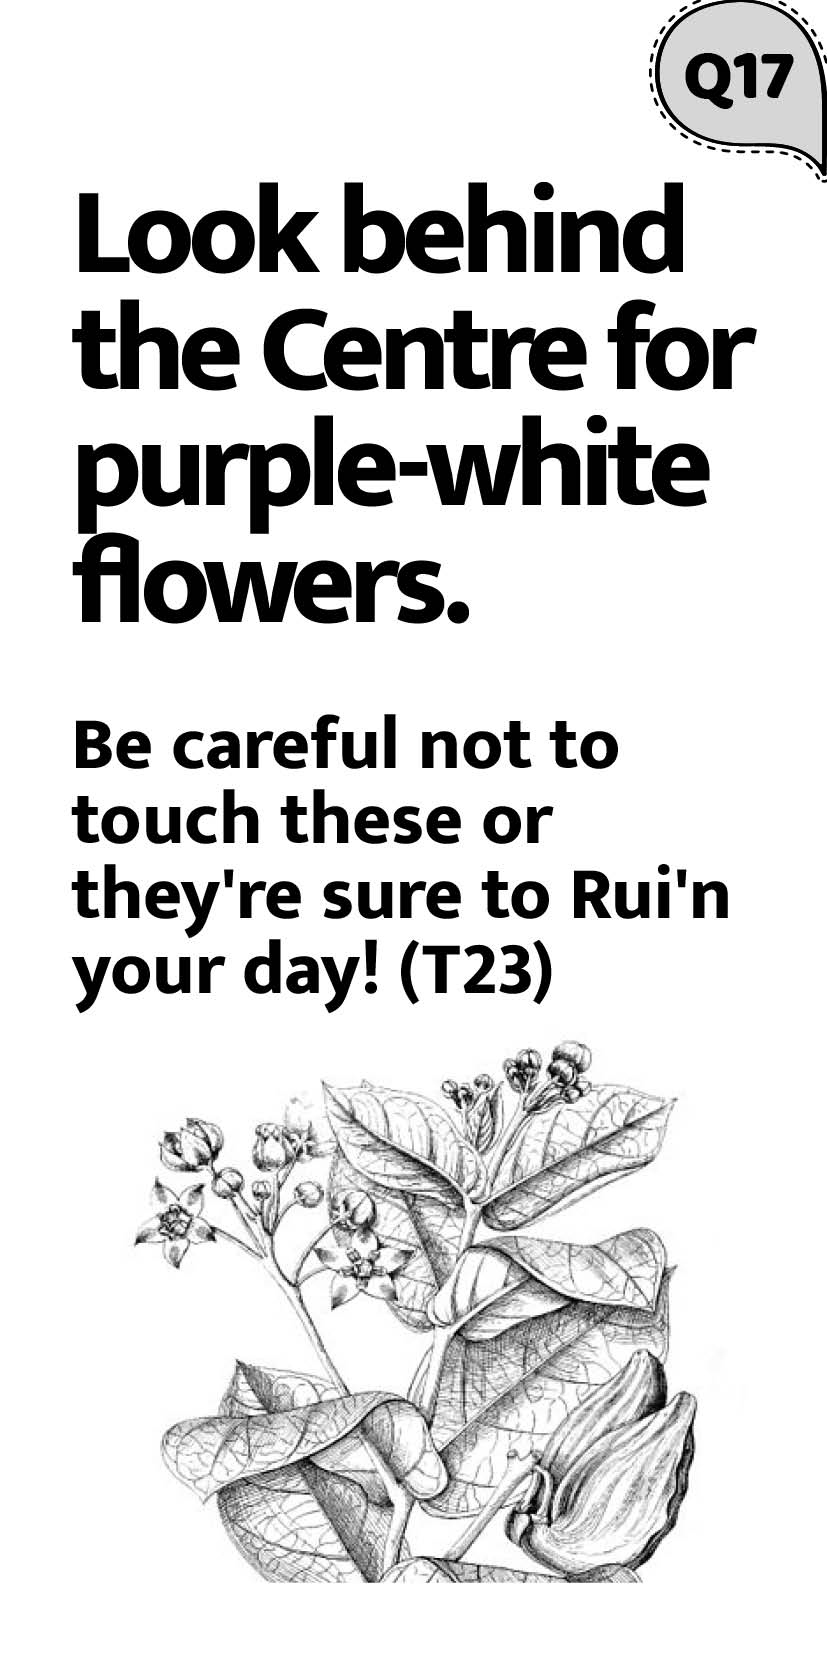 Q17
Look behind
the Centre for
purple-white
flowers.
Be careful not to
touch these or
they're sure to Rui'n
your day! (T23)